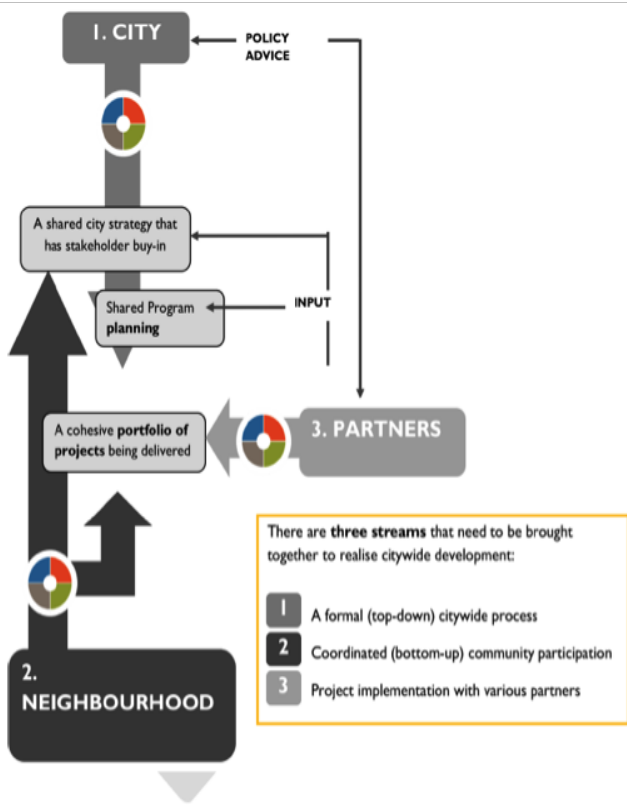 1. CITY
POLICY
ADVICE
A shared city strategy that
has stakeholder buy-in
Shared Program
planning
INPUT
A cohesive portfolio of
projects being delivered
3. PARTNERS
There are three streams that need to be brought
together to realise citywide development:
1 A formal (top-down) citywide process
2 Coordinated (bottom-up) community participation
3 Project implementation with various partners
2.
NEIGHBOURHOOD